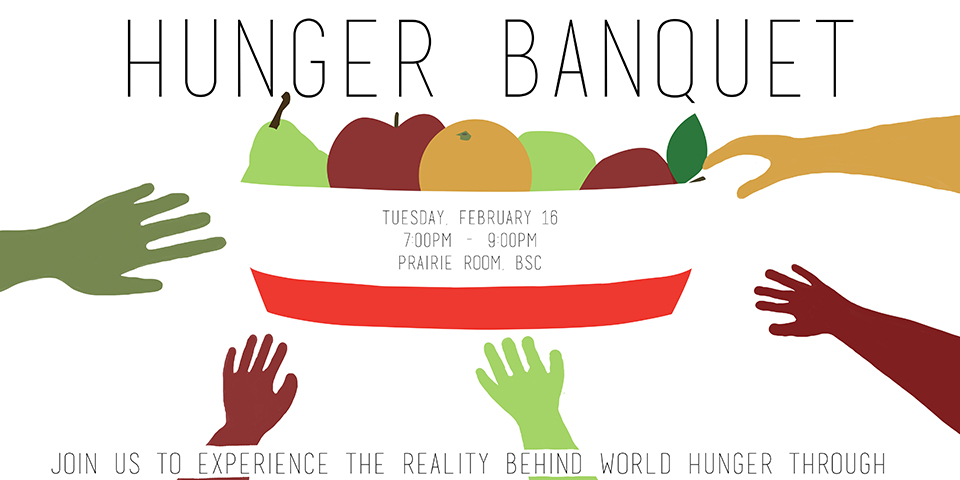 HUNGER BANQUET
TUESDAY, FEBRUARY 16
7:00PM - 9:00PM
PRAIRIE ROOM, BSC
JOIN US TO EXPERIENCE THE REALITY BEHIND WORLD HUNGER THROUGH